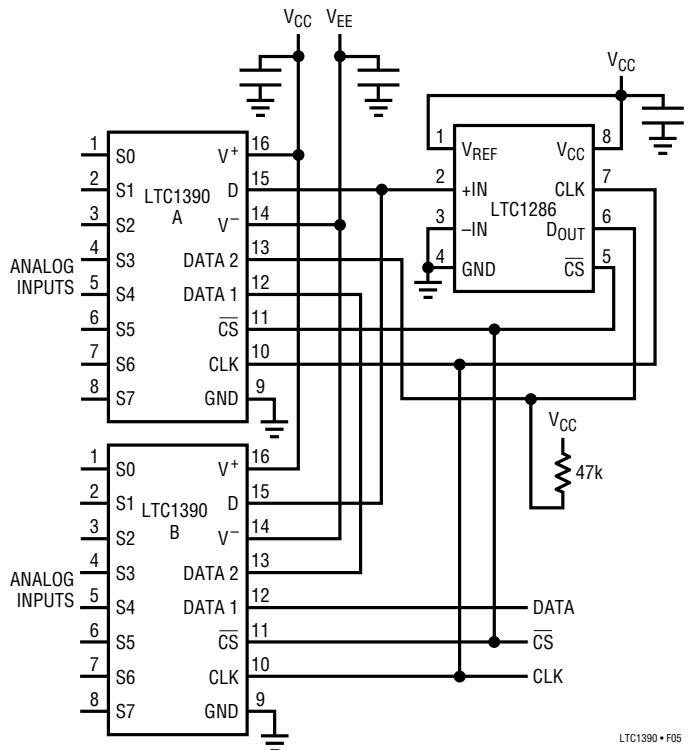 VCC VEE
VCC
1 S0 V+ 16
2 S1 D 15
3 S2 V− 14
4 S3 DATA 2 13
5 S4 DATA 1 12
6 S5 CS 11
7 S6 CLK 10
8 S7 GND 9
LTC1390
A
ANALOG
INPUTS
1 VREF VCC 8
2 +IN CLK 7
LTC1286
3 −IN DOUT 6
4 GND CS 5
VCC
47k
1 S0 V+ 16
2 S1 D 15
3 S2 V− 14
4 S3 DATA 2 13
5 S4 DATA 1 12
6 S5 CS 11
7 S6 CLK 10
8 S7 GND 9
LTC1390
B
ANALOG
INPUTS
DATA
CS
CLK
LTC1390 • F05